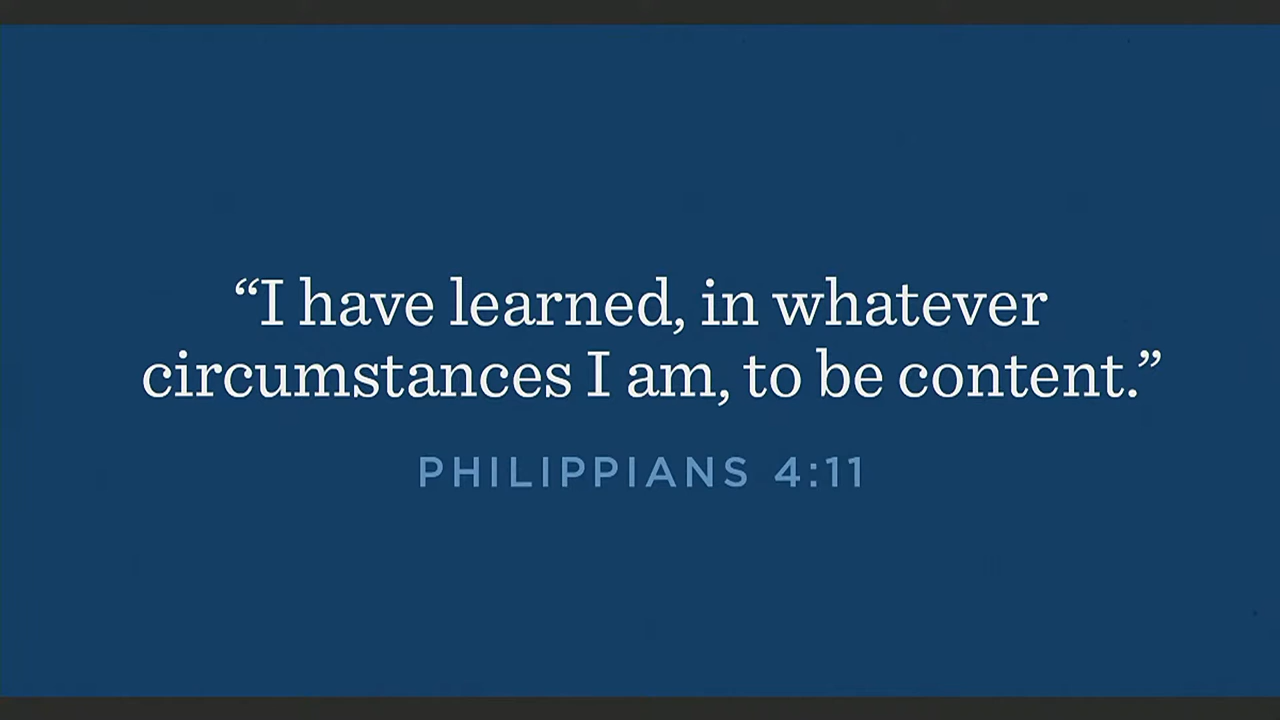 “I have learned, in whatever
circumstances I am, to be content.”
PHILIPPIANS 4:11